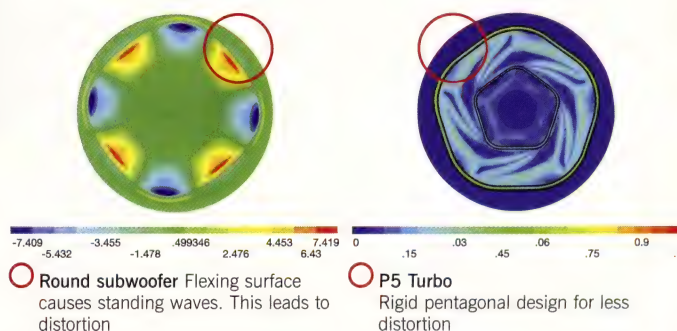 -7.409 -3.455 .499346 4.453 7.419
-5.432 -1.478 2.476 6.43
0 .03 .06 0.9
.15 .45 .75
Round subwoofer Flexing surface
causes standing waves. This leads to
distortion
P5 Turbo
Rigid pentagonal design for less
distortion